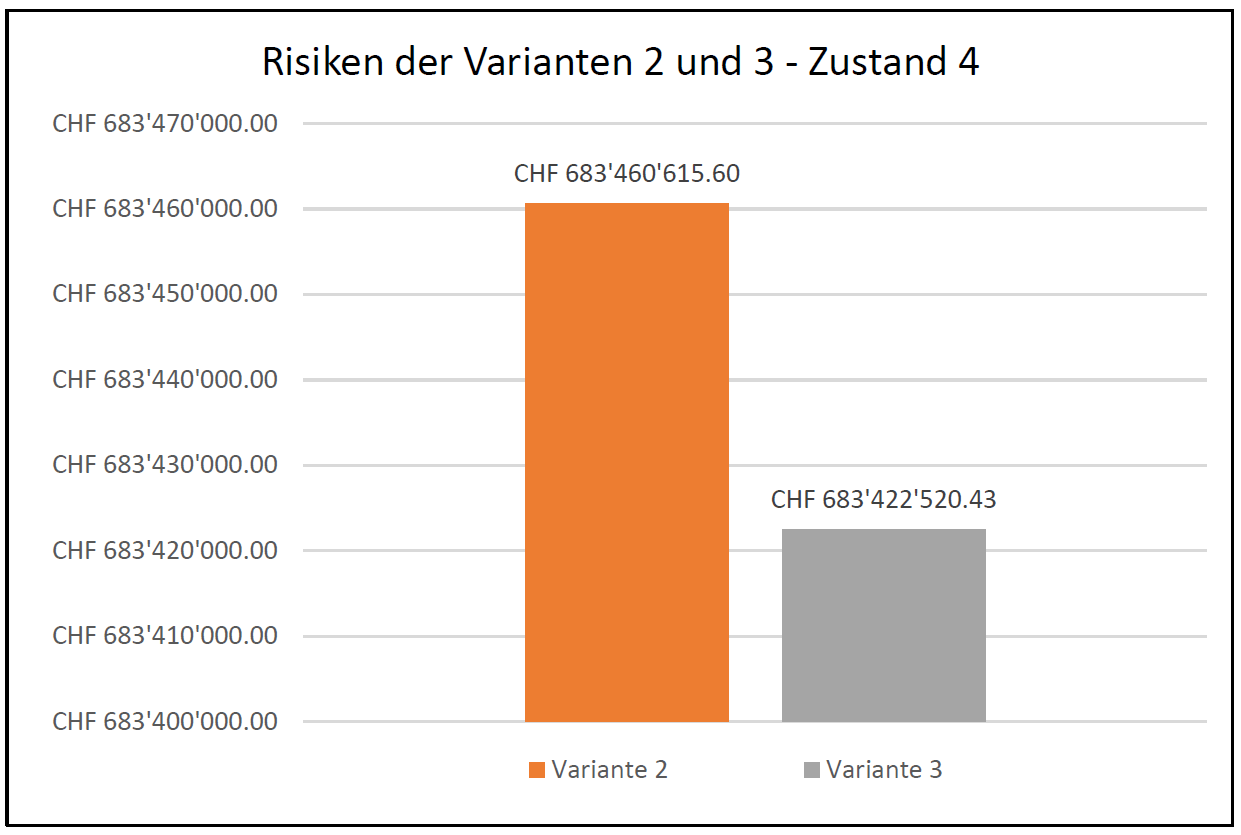 Risiken der Varianten 2 und 3 - Zustand 4
CHF 683'470'000.00
CHF 683'460'615.60
CHF 683'460'000.00
CHF 683'450'000.00
CHF 683'440'000.00
CHF 683'430'000.00
CHF 683'422'520.43
CHF 683'420'000.00
CHF 683'410'000.00
CHF 683'400'000.00
Variante 2
Variante 3